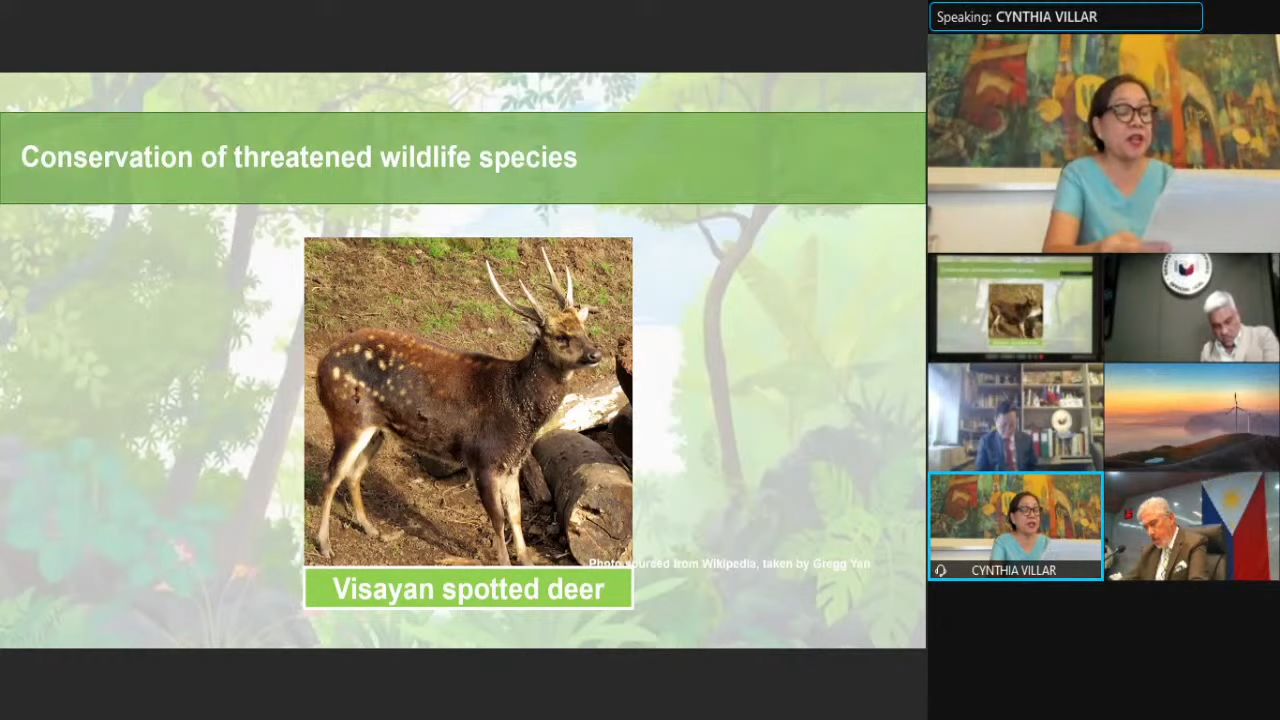 Speaking: CYNTHIA VILLAR
Conservation of threatened wildlife species
Photo sourced from Wikipedia, taken by Gregg Yan
Visayan spotted deer
CYNTHIA VILLAR